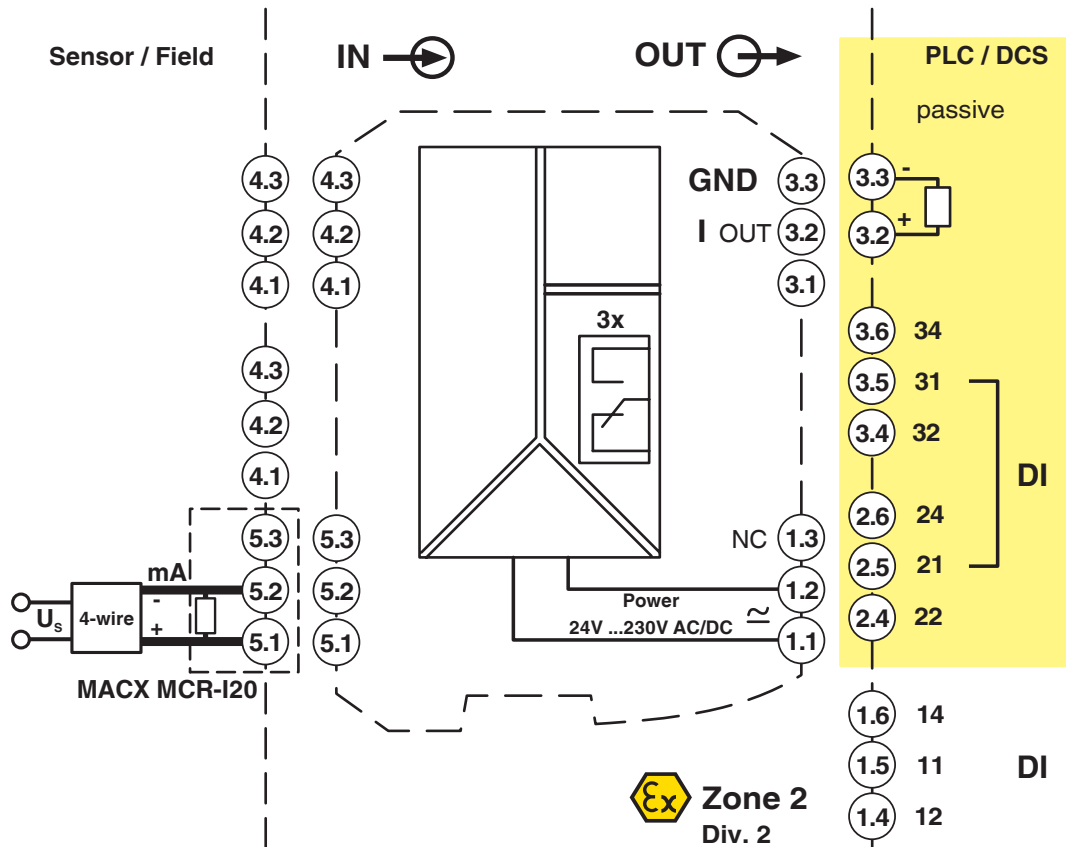 Sensor / Field
IN
OUT
PLC / DCS
passive
4.3
4.2
4.1
4.3
4.2
4.1
5.3
5.2
5.1
4.3
4.2
4.1
5.3
5.2
5.1
mA
-
+
Us
4-wire
MACX MCR-I20
3x
Power
24V ...230V AC/DC
GND 3.3
I OUT 3.2
3.1
NC 1.3
1.2
1.1
3.3 -
3.2 +
3.6 34
3.5 31
3.4 32
2.6 24
2.5 21
2.4 22
DI
1.6 14
1.5 11
1.4 12
DI
Ex Zone 2
Div. 2